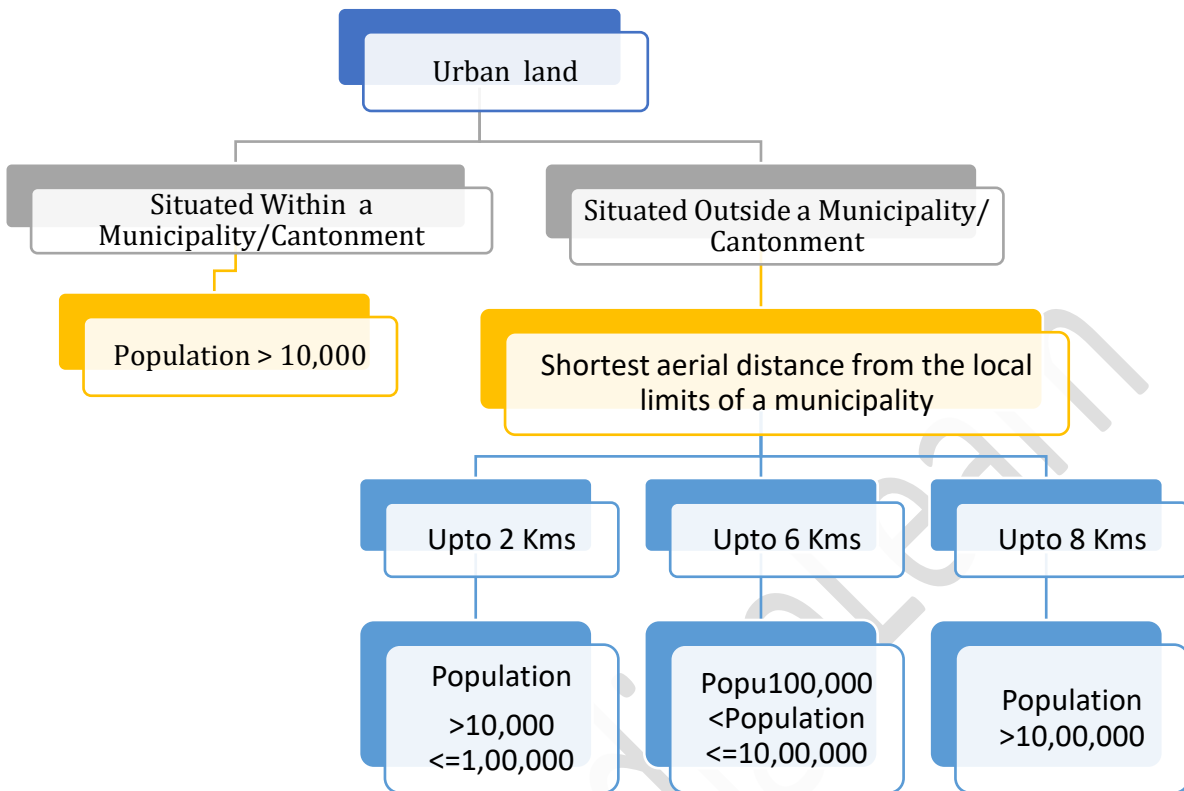 Urban land
Situated Within a
Municipality/Cantonment
Situated Outside a Municipality/
Cantonment
Population > 10,000
Shortest aerial distance from the local
limits of a municipality
Upto 2 Kms
Upto 6 Kms
Upto 8 Kms
Population
>10,000
<=1,00,000
Popu100,000
<Population
<=10,00,000
Population
>10,00,000